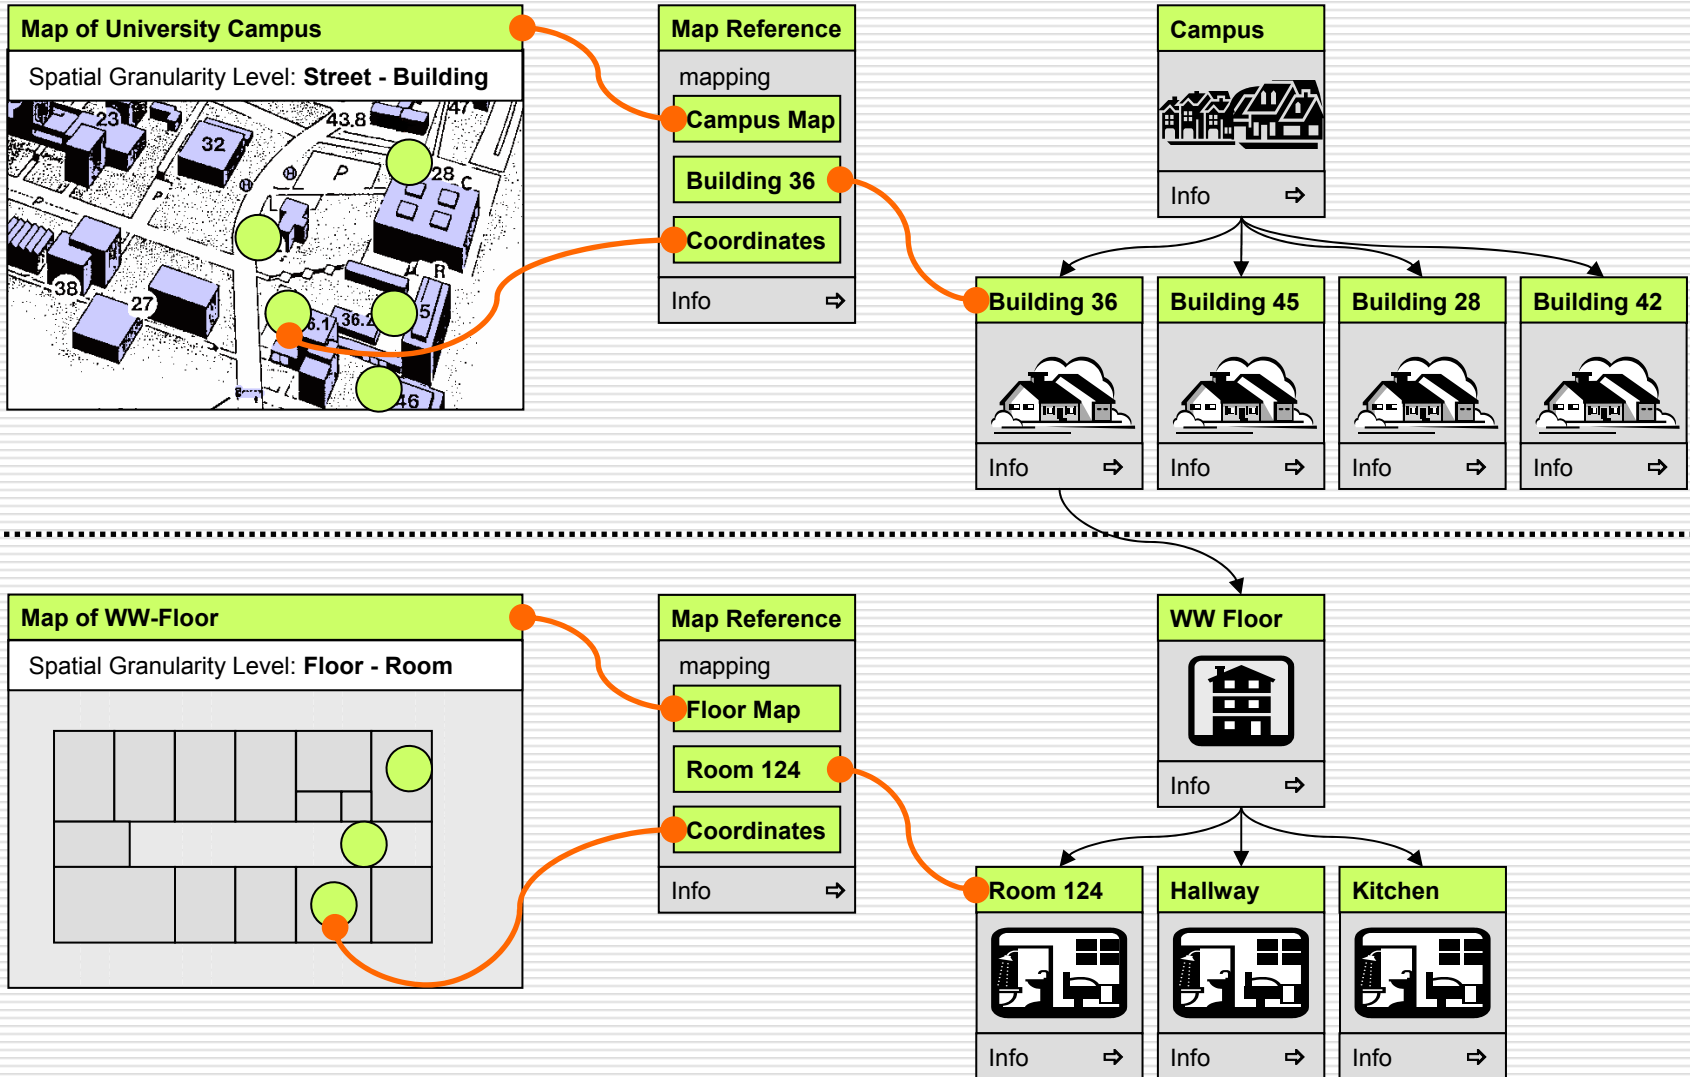 Map of University Campus
Spatial Granularity Level: Street - Building
23
32
43.8
47
P
28
C
H
H
P
P
L
R
38
27
36.2
5
46
Map Reference
mapping
Campus Map
Building 36
Coordinates
Info
Campus
Info
Building 36
Info
Building 45
Info
Building 28
Info
Building 42
Info
Map of WW-Floor
Spatial Granularity Level: Floor - Room
Map Reference
mapping
Floor Map
Room 124
Coordinates
Info
WW Floor
Info
Room 124
Info
Hallway
Info
Kitchen
Info